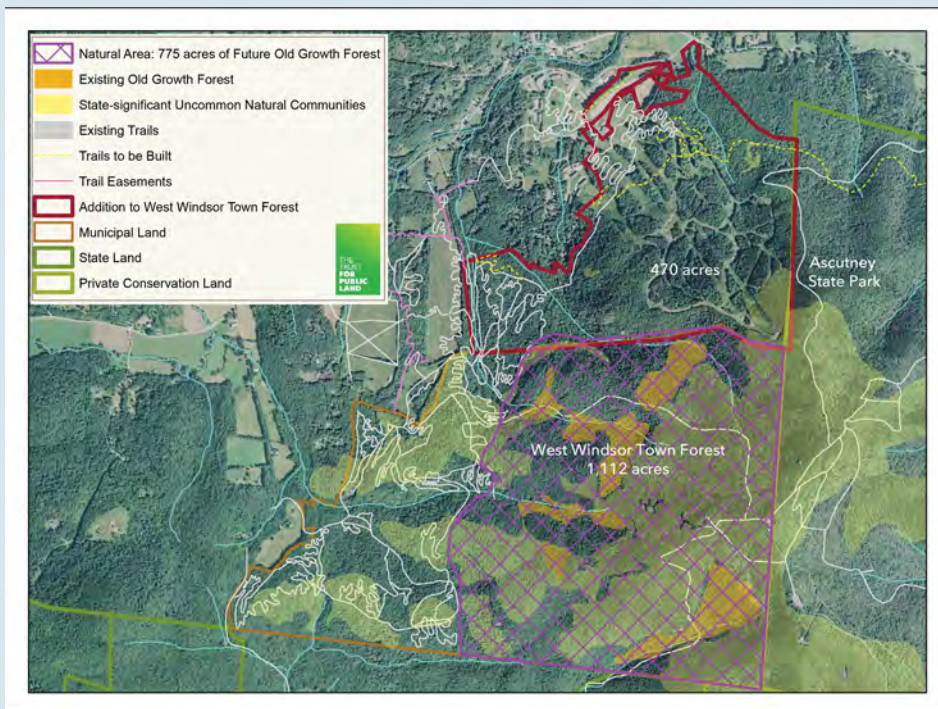 Natural Area: 775 acres of Future Old Growth Forest
Existing Old Growth Forest
State-significant Uncommon Natural Communities
Existing Trails
Trails to be Built
Trail Easements
Addition to West Windsor Town Forest
Municipal Land
State Land
Private Conservation Land
THE
TRUST
FOR
PUBLIC
LAND
470 acres
Ascutney
State Park
West Windsor Town Forest
1,112 acres